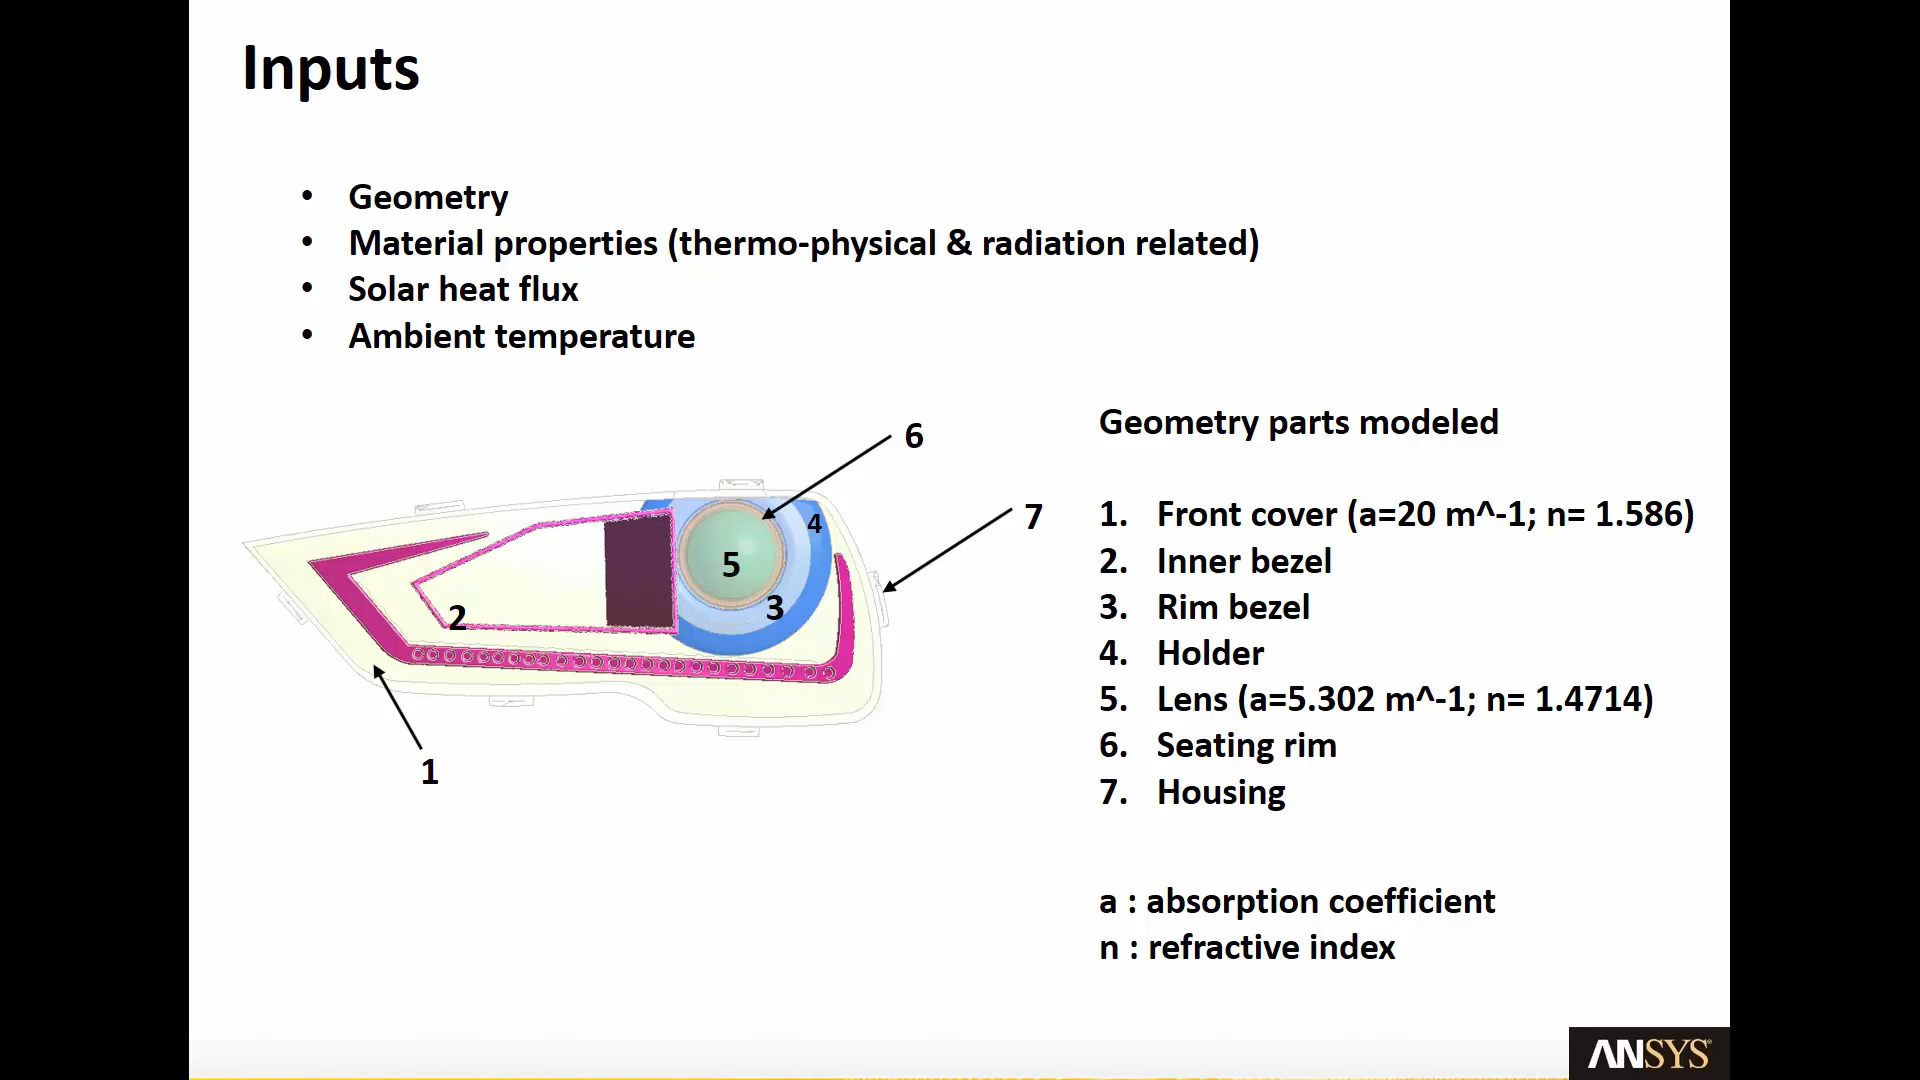 Inputs
• Geometry
• Material properties (thermo-physical & radiation related)
• Solar heat flux
• Ambient temperature
6
7
4
5
3
2
1
Geometry parts modeled
1. Front cover (a=20 m^-1; n= 1.586)
2. Inner bezel
3. Rim bezel
4. Holder
5. Lens (a=5.302 m^-1; n= 1.4714)
6. Seating rim
7. Housing
a : absorption coefficient
n : refractive index
ANSYS®